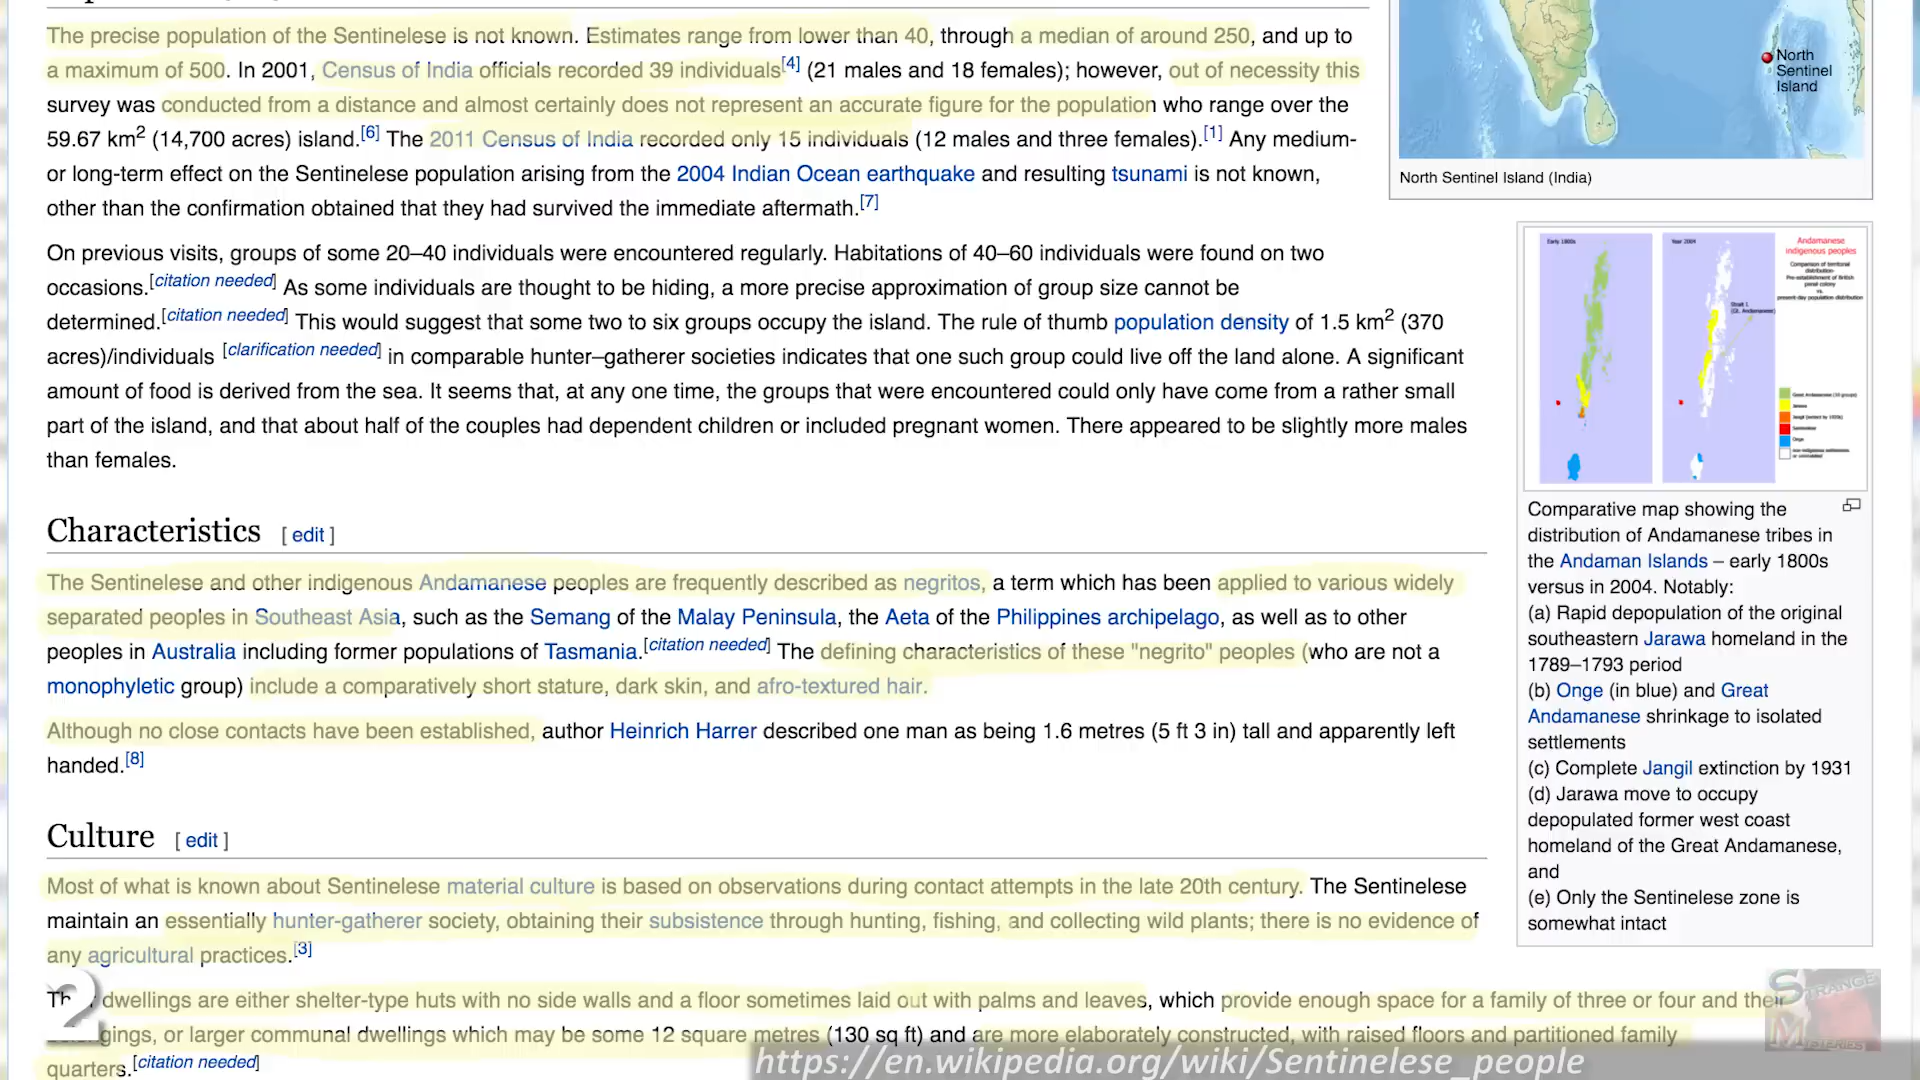 The precise population of the Sentinelese is not known. Estimates range from lower than 40, through a median of around 250, and up to
a maximum of 500. In 2001, Census of India officials recorded 39 individuals[4] (21 males and 18 females); however, out of necessity this
survey was conducted from a distance and almost certainly does not represent an accurate figure for the population who range over the
59.67 km2 (14,700 acres) island.[6] The 2011 Census of India recorded only 15 individuals (12 males and three females).[1] Any medium-
or long-term effect on the Sentinelese population arising from the 2004 Indian Ocean earthquake and resulting tsunami is not known,
other than the confirmation obtained that they had survived the immediate aftermath.[7]
On previous visits, groups of some 20–40 individuals were encountered regularly. Habitations of 40–60 individuals were found on two
occasions.[citation needed] As some individuals are thought to be hiding, a more precise approximation of group size cannot be
determined.[citation needed] This would suggest that some two to six groups occupy the island. The rule of thumb population density of 1.5 km2 (370
acres)/individuals [clarification needed] in comparable hunter–gatherer societies indicates that one such group could live off the land alone. A significant
amount of food is derived from the sea. It seems that, at any one time, the groups that were encountered could only have come from a rather small
part of the island, and that about half of the couples had dependent children or included pregnant women. There appeared to be slightly more males
than females.
Characteristics [ edit ]
The Sentinelese and other indigenous Andamanese peoples are frequently described as negritos, a term which has been applied to various widely
separated peoples in Southeast Asia, such as the Semang of the Malay Peninsula, the Aeta of the Philippines archipelago, as well as to other
peoples in Australia including former populations of Tasmania.[citation needed] The defining characteristics of these "negrito" peoples (who are not a
monophyletic group) include a comparatively short stature, dark skin, and afro-textured hair.
Although no close contacts have been established, author Heinrich Harrer described one man as being 1.6 metres (5 ft 3 in) tall and apparently left
handed.[8]
Culture [ edit ]
Most of what is known about Sentinelese material culture is based on observations during contact attempts in the late 20th century. The Sentinelese
maintain an essentially hunter-gatherer society, obtaining their subsistence through hunting, fishing, and collecting wild plants; there is no evidence of
any agricultural practices.[3]
dwellings are either shelter-type huts with no side walls and a floor sometimes laid out with palms and leaves, which provide enough space for a family of three or four and their
or larger communal dwellings which may be some 12 square metres (130 sq ft) and are more elaborately constructed, with raised floors and partitioned family
quarters.[citation needed]
2
North
Sentinel
Island
North Sentinel Island (India)
Early 1800s
Year 2004
Andamanese
indigenous peoples
Comparison of territorial
distribution-
Pre-establishment of British
penal colony
vs.
present-day population distribution
Comparative map showing the
distribution of Andamanese tribes in
the Andaman Islands – early 1800s
versus in 2004. Notably:
(a) Rapid depopulation of the original
southeastern Jarawa homeland in the
1789–1793 period
(b) Onge (in blue) and Great
Andamanese shrinkage to isolated
settlements
(c) Complete Jangil extinction by 1931
(d) Jarawa move to occupy
depopulated former west coast
homeland of the Great Andamanese,
and
(e) Only the Sentinelese zone is
somewhat intact
STRANGE
MYSTERIES
https://en.wikipedia.org/wiki/Sentinelese_people